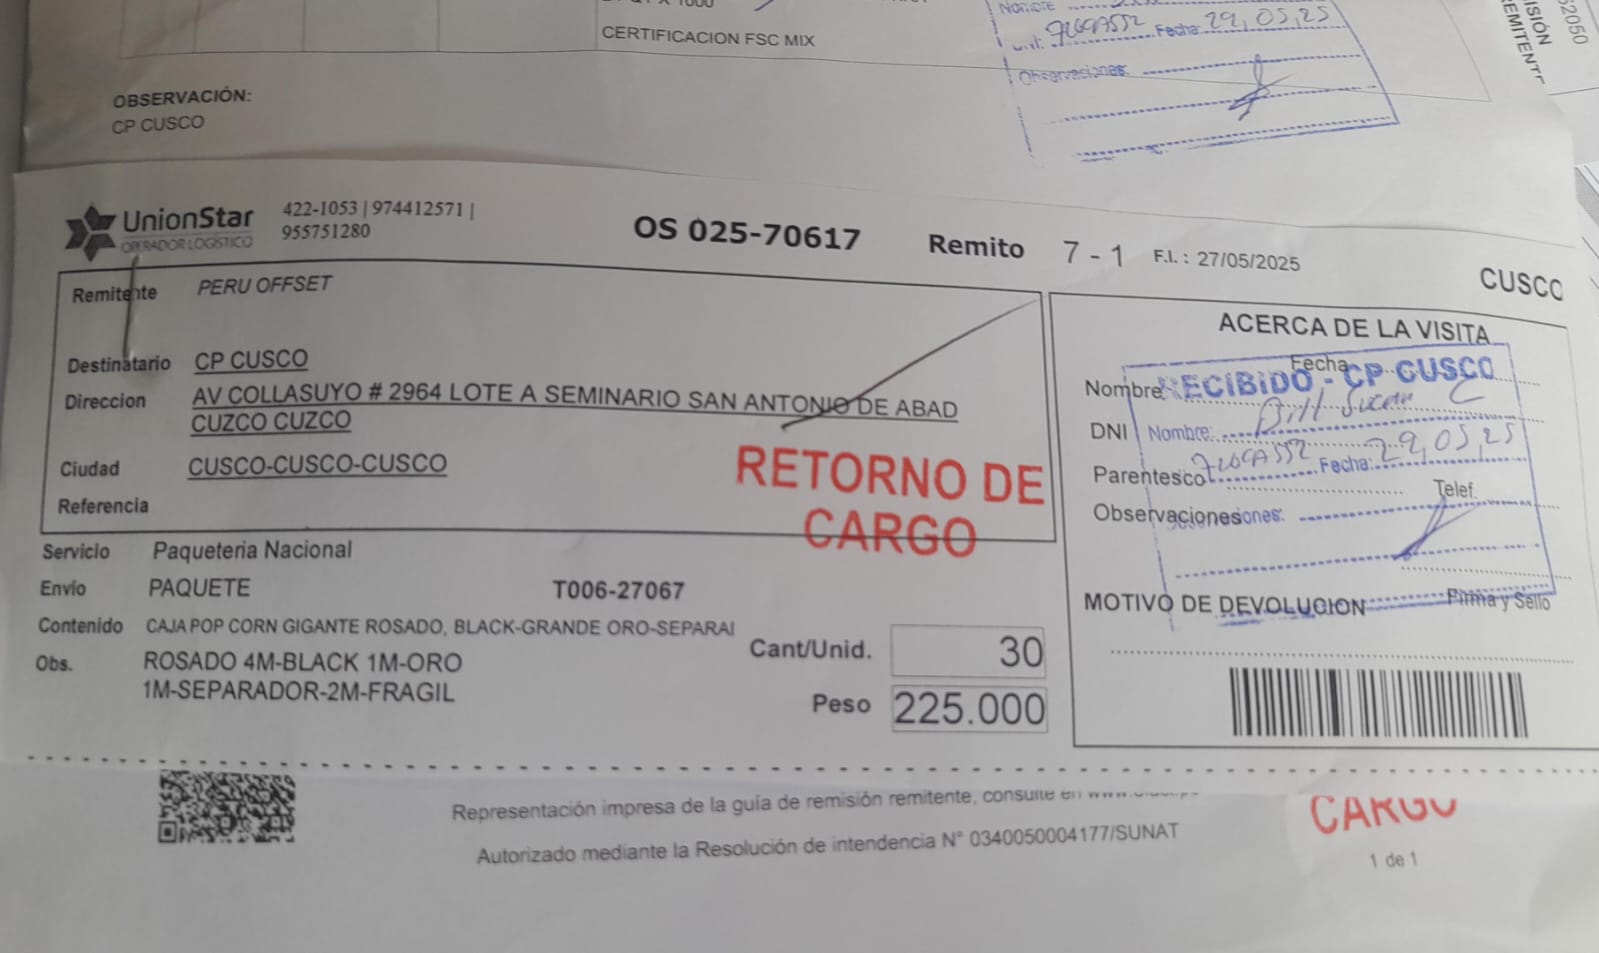 CERTIFICACION FSC MIX
Fecha: 29,05,25
Observaciones:
OBSERVACIÓN:
CP CUSCO
UnionStar
OPERADOR LOGÍSTICO
422-1053 | 974412571 |
955751280
OS 025-70617
Remito 7 - 1
F.I. : 27/05/2025
CUSCO
Remitente PERU OFFSET
Destinatario CP CUSCO
Direccion AV COLLASUYO # 2964 LOTE A SEMINARIO SAN ANTONIO DE ABAD
CUZCO CUZCO
Ciudad CUSCO-CUSCO-CUSCO
Referencia
RETORNO DE
CARGO
Servicio Paqueteria Nacional
Envío PAQUETE T006-27067
Contenido CAJA POP CORN GIGANTE ROSADO, BLACK-GRANDE ORO-SEPARAI
Obs. ROSADO 4M-BLACK 1M-ORO
1M-SEPARADOR-2M-FRAGIL
Cant/Unid. 30
Peso 225.000
ACERCA DE LA VISITA
Fecha
Nombre
RECIBIDO - CP CUSCO
DNI
Nombre:
Parentesco
Fecha: 29,05,25
Telef.
Observaciones
MOTIVO DE DEVOLUCION
Firma y Sello
Representación impresa de la guía de remisión remitente, consulte en
Autorizado mediante la Resolución de intendencia N° 0340050004177/SUNAT
CARGO
1 de 1